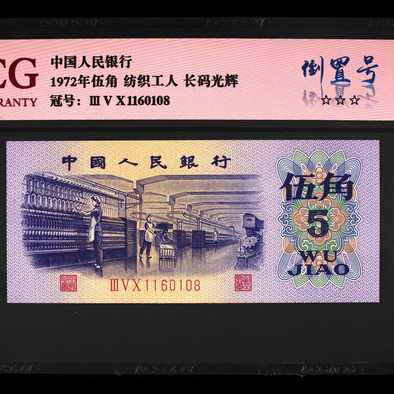 CG
RRANTY
中国人民银行
1972年伍角 纺织工人 长码光辉
冠号：ⅢⅤⅩ1160108
倒置号
☆☆☆
中國人民銀行
伍角
5
WU
JIAO
ⅢⅤⅩ1160108